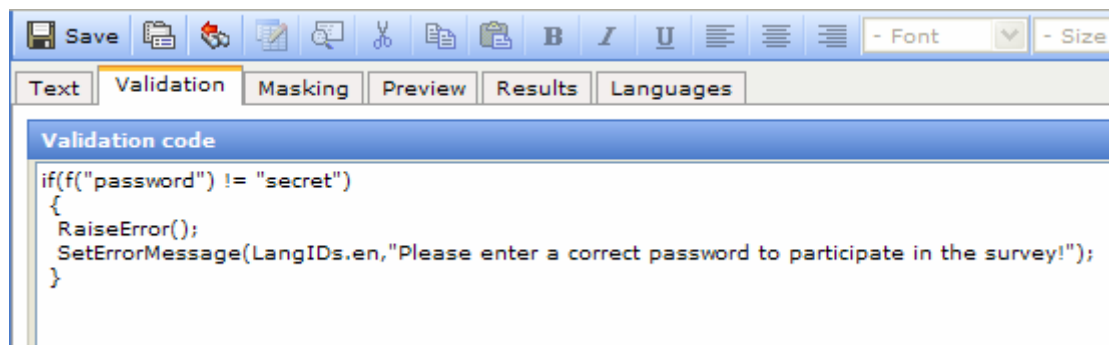 Save B I U - Font - Size
Text Validation Masking Preview Results Languages
Validation code
if(f("password") != "secret")
{
RaiseError();
SetErrorMessage(LangIDs.en,"Please enter a correct password to participate in the survey!");
}